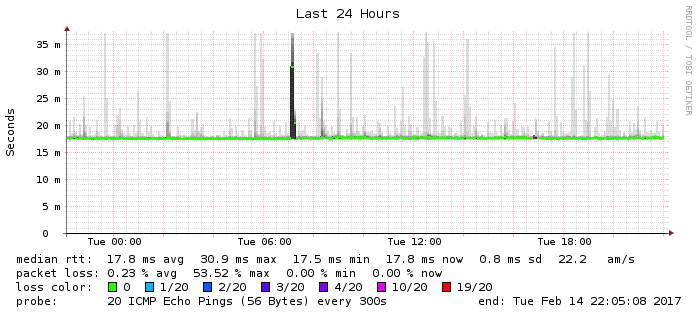 Last 24 Hours
RRDTOOL / TOBI OETIKER
Seconds
35 m
30 m
25 m
20 m
15 m
10 m
5 m
0
Tue 00:00 Tue 06:00 Tue 12:00 Tue 18:00
median rtt: 17.8 ms avg 30.9 ms max 17.5 ms min 17.8 ms now 0.8 ms sd 22.2 am/s
packet loss: 0.23 % avg 53.52 % max 0.00 % min 0.00 % now
loss color: 0 1/20 2/20 3/20 4/20 10/20 19/20
probe: 20 ICMP Echo Pings (56 Bytes) every 300s end: Tue Feb 14 22:05:08 2017